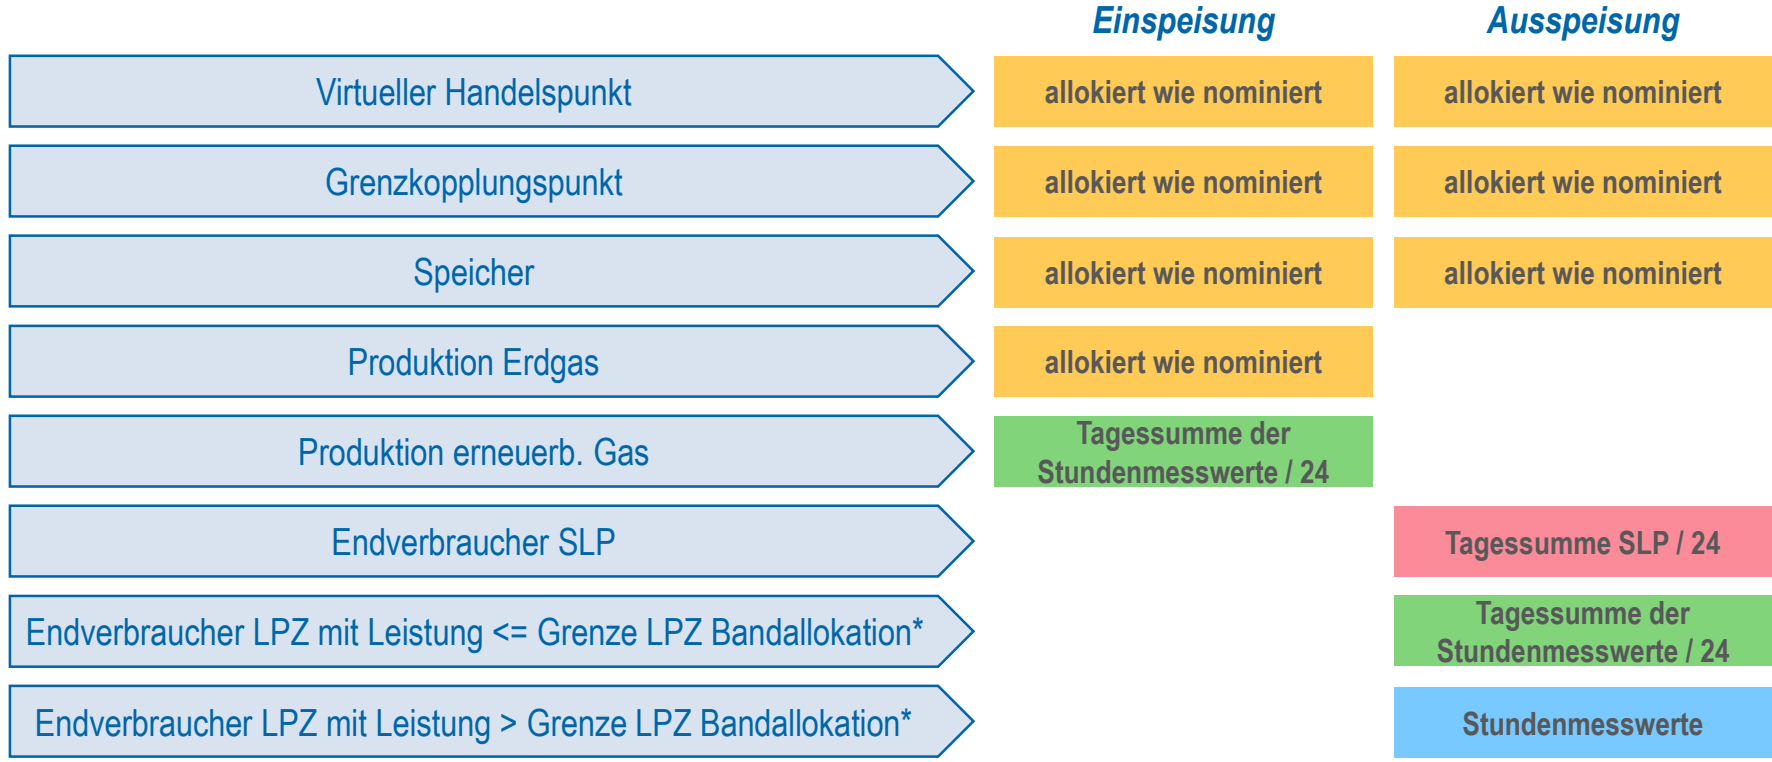 Einspeisung Ausspeisung
Virtueller Handelspunkt allokiert wie nominiert allokiert wie nominiert
Grenzkopplungspunkt allokiert wie nominiert allokiert wie nominiert
Speicher allokiert wie nominiert allokiert wie nominiert
Produktion Erdgas allokiert wie nominiert
Produktion erneuerb. Gas Tagessumme der
Stundenmesswerte / 24
Endverbraucher SLP Tagessumme SLP / 24
Endverbraucher LPZ mit Leistung <= Grenze LPZ Bandallokation* Tagessumme der
Stundenmesswerte / 24
Endverbraucher LPZ mit Leistung > Grenze LPZ Bandallokation* Stundenmesswerte